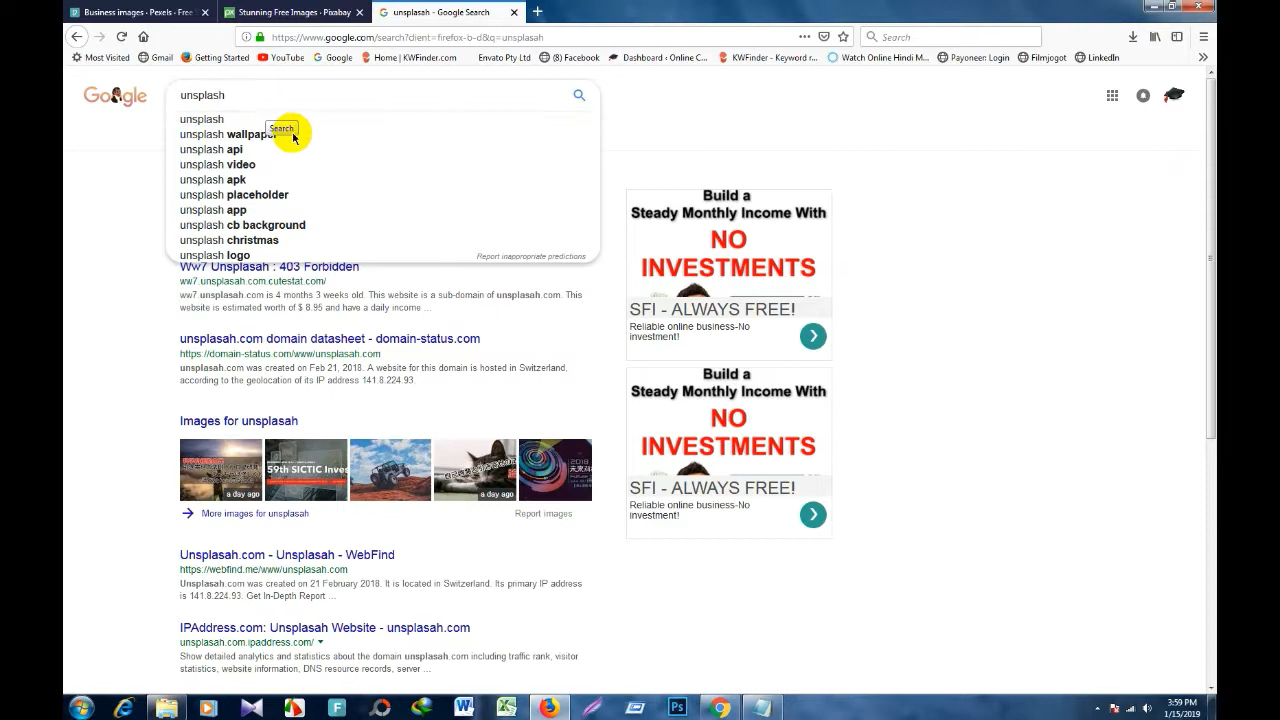 Business images - Pexels - Free
Stunning Free Images - Pixabay
unsplash - Google Search
https://www.google.com/search?client=firefox-b-d&q=unsplash
Search
Most Visited
Gmail
Getting Started
YouTube
Google
Home | KWFinder.com
Envato Pty Ltd
(8) Facebook
Dashboard ‹ Online C...
KWFinder - Keyword r...
Watch Online Hindi M...
Payoneer Login
Filmjogot
LinkedIn
Google
unsplash
unsplash
unsplash wallpaper
Search
unsplash api
unsplash video
unsplash apk
unsplash placeholder
unsplash app
unsplash cb background
unsplash christmas
unsplash logo
Report inappropriate predictions
Ww7 Unsplasah : 403 Forbidden
ww7.unsplasah.com.cutestat.com/
ww7.unsplasah is 4 months 3 weeks old. This website is a sub-domain of unsplasah.com. This
website is estimated worth of $ 8.95 and have a daily income ...
unsplasah.com domain datasheet - domain-status.com
https://domain-status.com/www/unsplasah.com
unsplasah.com was created on Feb 21, 2018. A website for this domain is hosted in Switzerland,
according to the geolocation of its IP address 141.8.224.93.
Images for unsplasah
a day ago
59th SICTIC Inves
a day ago
2018
More images for unsplasah
Report images
Unsplasah.com - Unsplasah - WebFind
https://webfind.me/www/unsplasah.com
Unsplasah.com was created on 21 February 2018. It is located in Switzerland. Its primary IP address
is 141.8.224.93. Get In-Depth Report ...
IPAddress.com: Unsplasah Website - unsplasah.com
unsplasah.com.ipaddress.com/
Show detailed analytics and statistics about the domain unsplasah.com including traffic rank, visitor
statistics, website information, DNS resource records, server ...
Build a
Steady Monthly Income With
NO
INVESTMENTS
SFI - ALWAYS FREE!
Reliable online business-No
investment!
Build a
Steady Monthly Income With
NO
INVESTMENTS
SFI - ALWAYS FREE!
Reliable online business-No
investment!
3:59 PM
1/15/2019